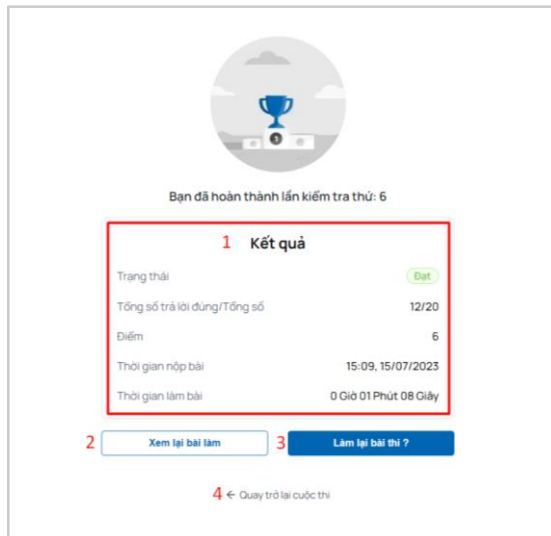 1
Bạn đã hoàn thành lần kiểm tra thứ: 6
1 Kết quả
Trạng thái Đạt
Tổng số trả lời đúng/Tổng số 12/20
Điểm 6
Thời gian nộp bài 15:09, 15/07/2023
Thời gian làm bài 0 Giờ 01 Phút 08 Giây
2 Xem lại bài làm 3 Làm lại bài thi ?
4 ← Quay trở lại cuộc thi